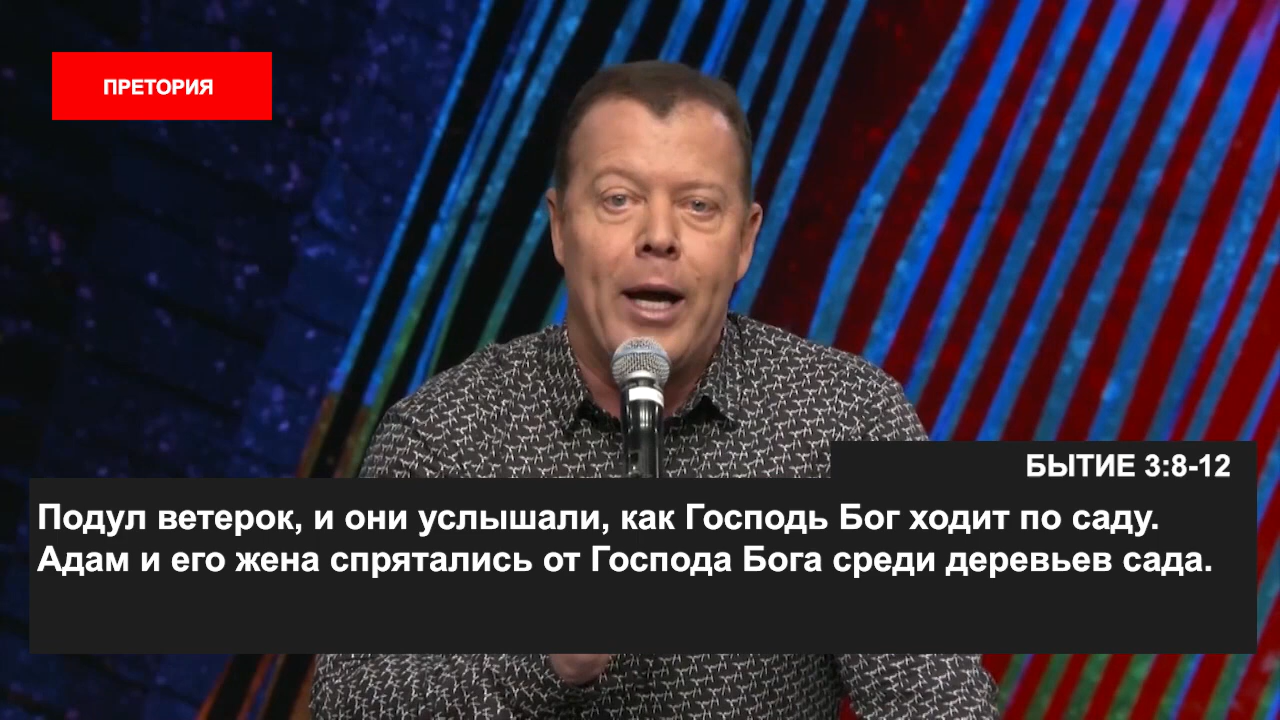 ПРЕТОРИЯ
БЫТИЕ 3:8-12
Подул ветерок, и они услышали, как Господь Бог ходит по саду.
Адам и его жена спрятались от Господа Бога среди деревьев сада.